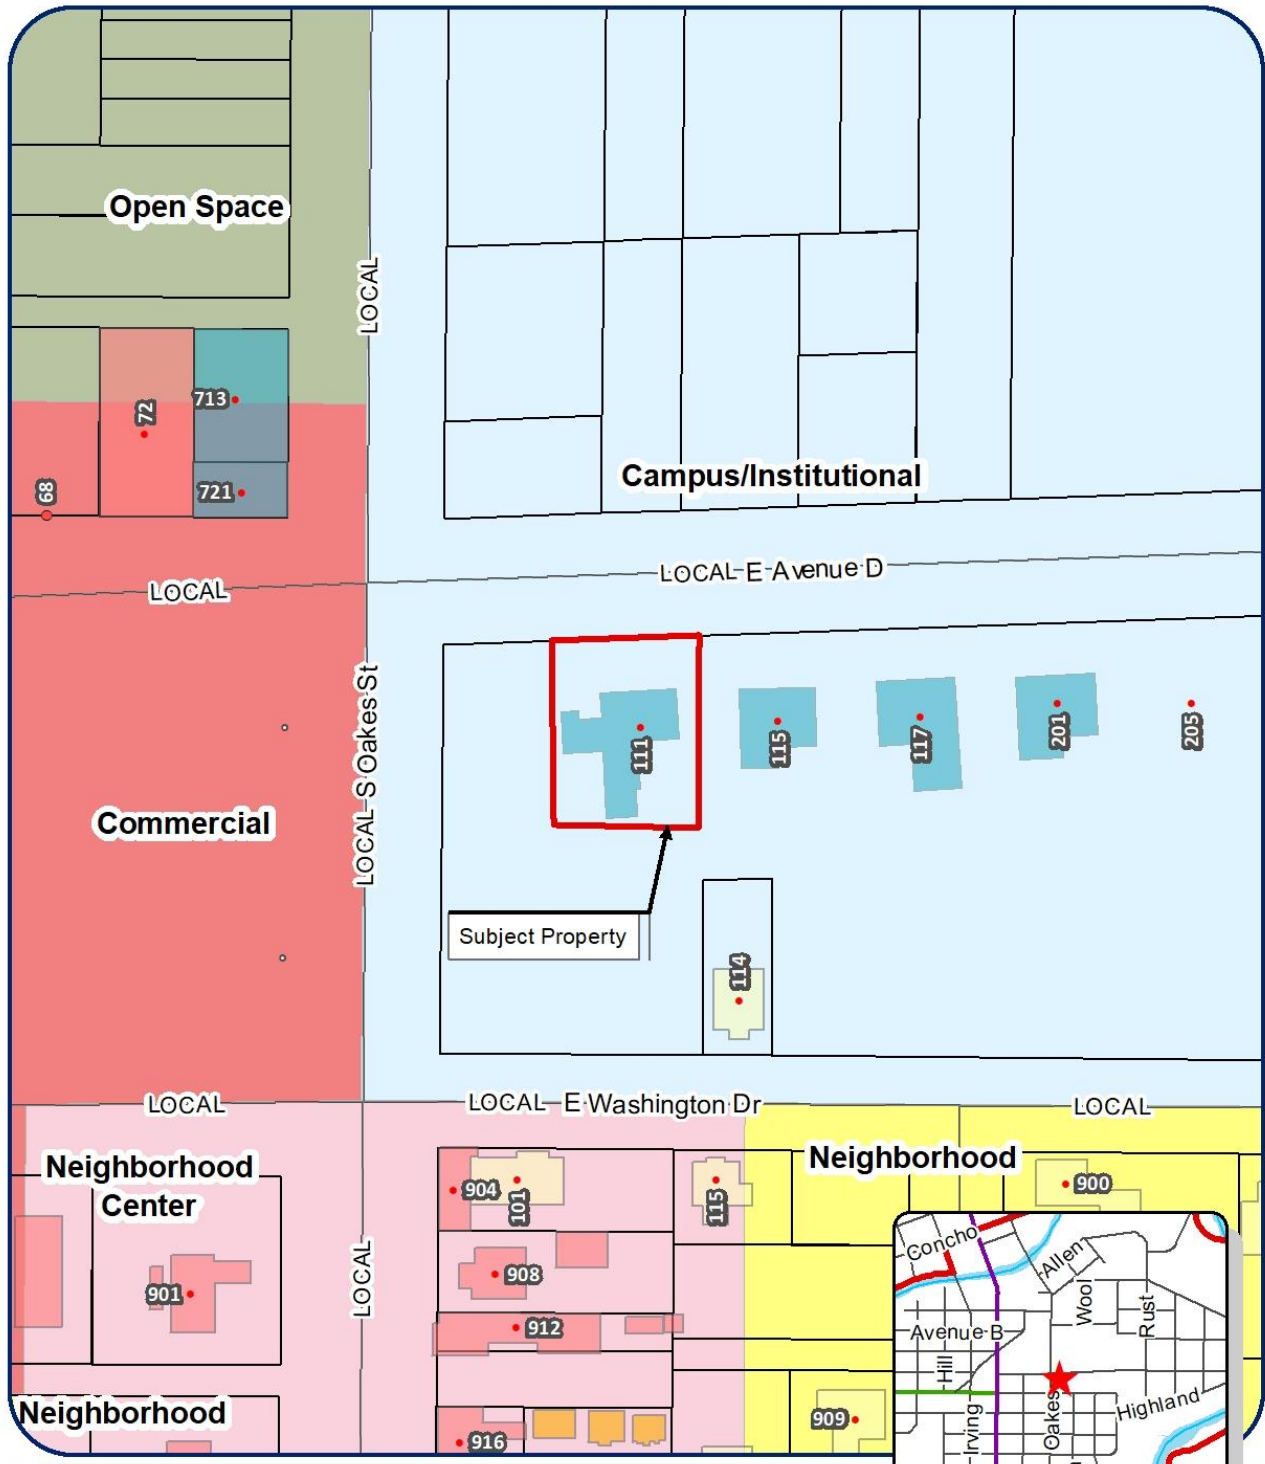 Open Space
LOCAL
72
713
68
721
Campus/Institutional
LOCAL E Avenue D
LOCAL
LOCAL S Oakes St
111
115
117
201
205
Commercial
Subject Property
114
LOCAL
LOCAL E Washington Dr
LOCAL
Neighborhood
Center
Neighborhood
904
101
115
900
LOCAL
901
908
912
909
Neighborhood
916
Concho
Allen
Wool
Rust
Avenue B
Hill
Irving
Oakes
Highland